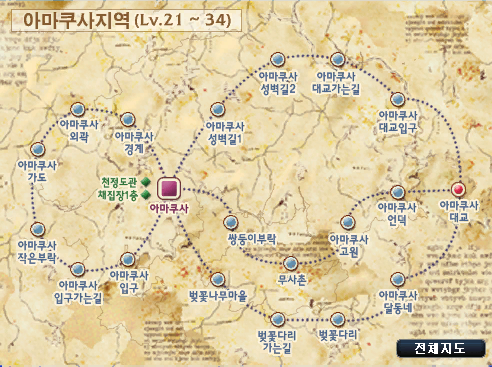 아마쿠사지역 (Lv.21 ~ 34)
아마쿠사
성벽길2
아마쿠사
대교가는길
아마쿠사
대교입구
아마쿠사
외곽
아마쿠사
경계
아마쿠사
성벽길1
아마쿠사
가도
천정도관
채집장1층
아마쿠사
아마쿠사
언덕
아마쿠사
대교
아마쿠사
작은부락
쌍둥이부락
아마쿠사
고원
아마쿠사
입구가는길
아마쿠사
입구
벚꽃나무마을
무사촌
아마쿠사
달동네
벚꽃다리
가는길
벚꽃다리
전체지도